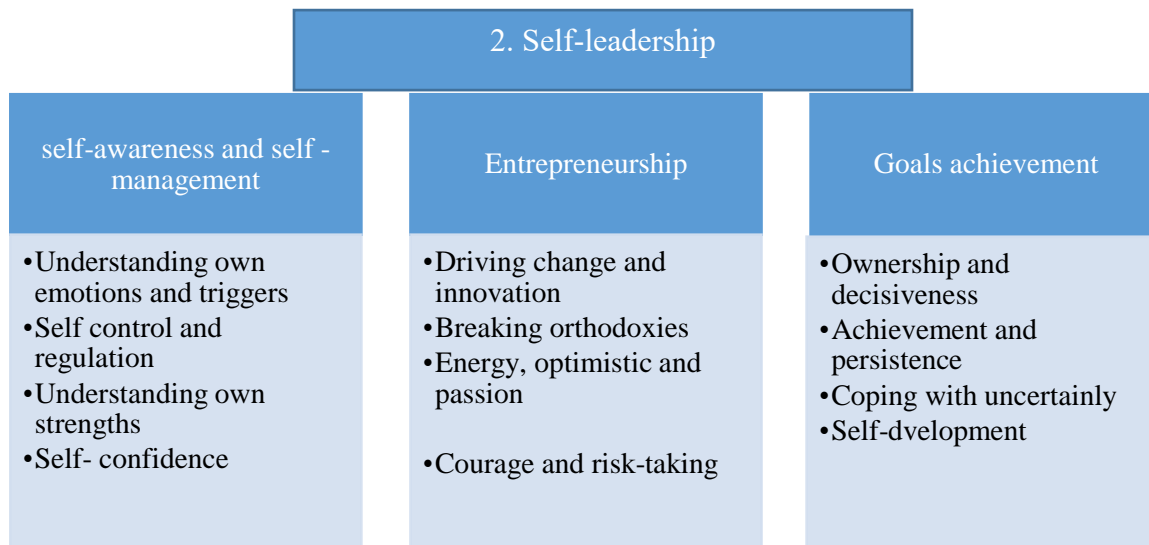 2. Self-leadership
self-awareness and self -
management
•Understanding own
emotions and triggers
•Self control and
regulation
•Understanding own
strengths
•Self- confidence
Entrepreneurship
•Driving change and
innovation
•Breaking orthodoxies
•Energy, optimistic and
passion
•Courage and risk-taking
Goals achievement
•Ownership and
decisiveness
•Achievement and
persistence
•Coping with uncertainly
•Self-dvelopment